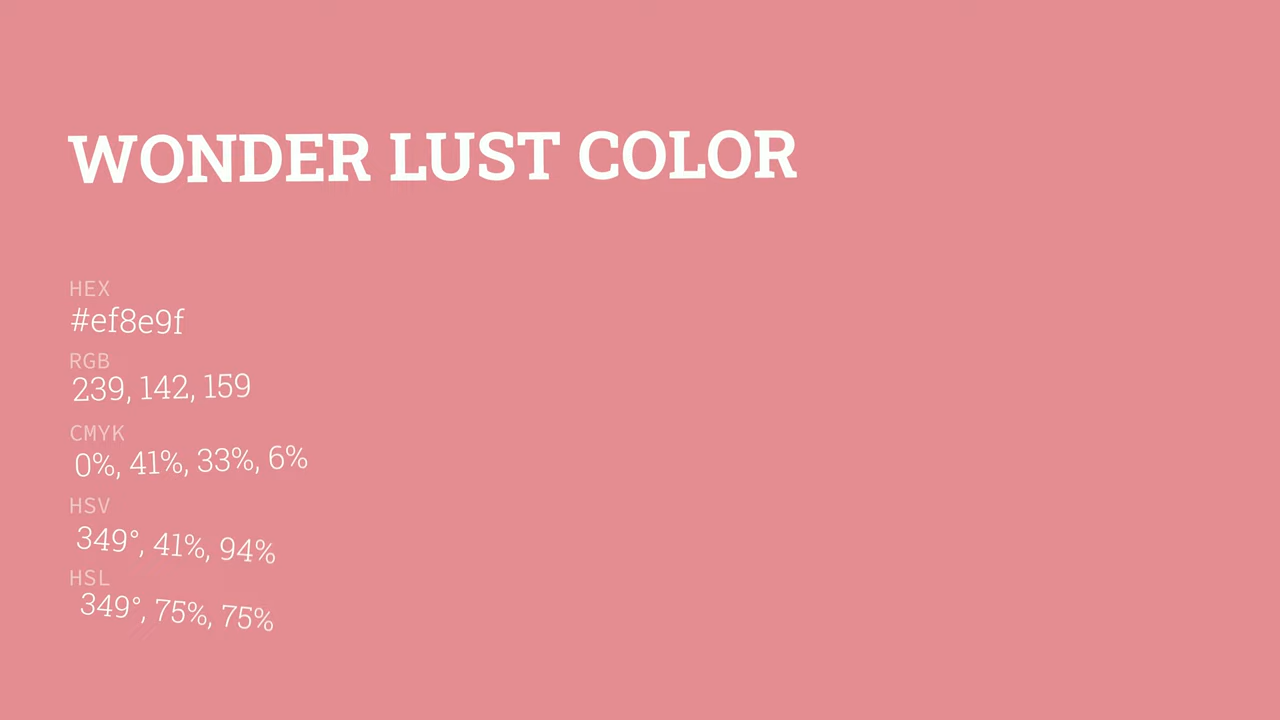 WONDER LUST COLOR
HEX
#ef8e9f
RGB
239, 142, 159
CMYK
0%, 41%, 33%, 6%
HSV
349°, 41%, 94%
HSL
349°, 75%, 75%